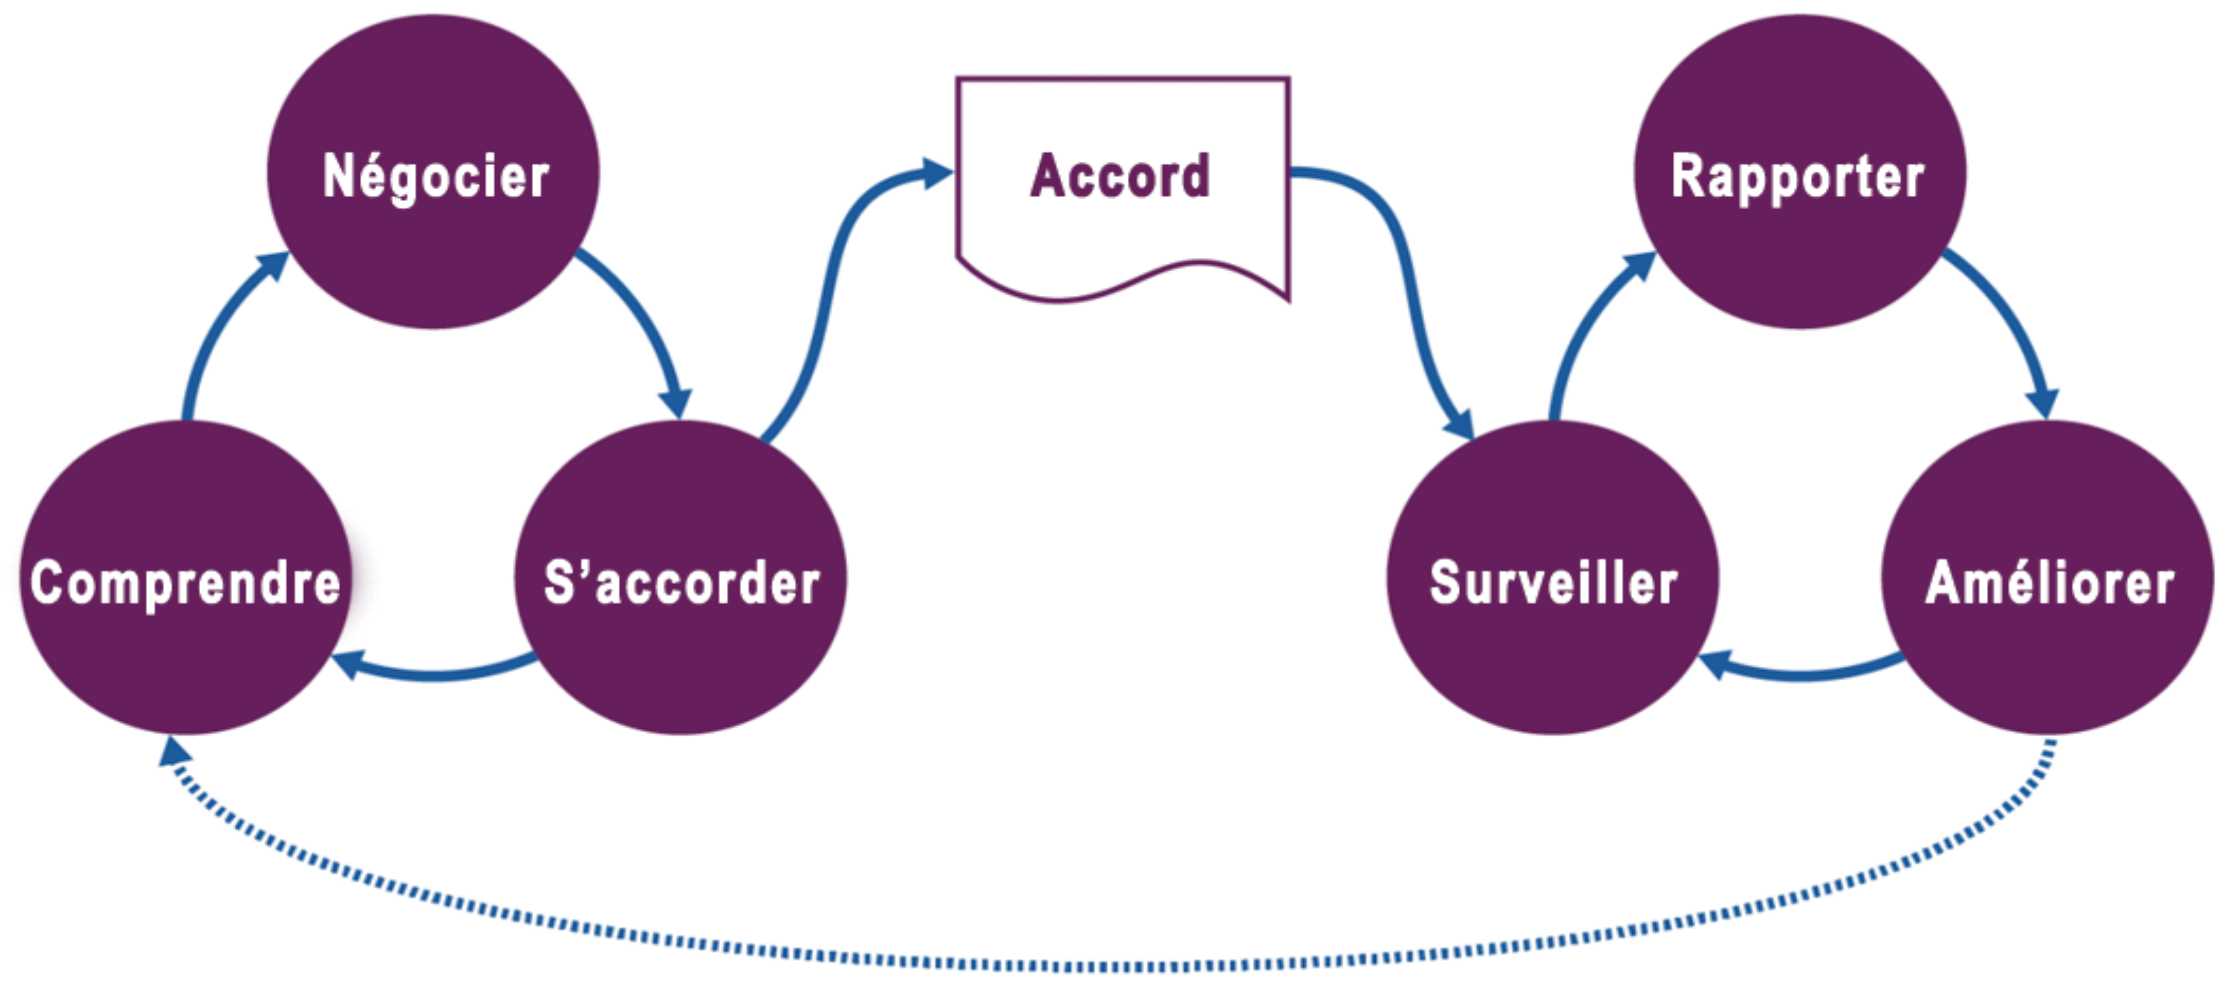 Négocier
Accord
Rapporter
Comprendre
S’accorder
Surveiller
Améliorer